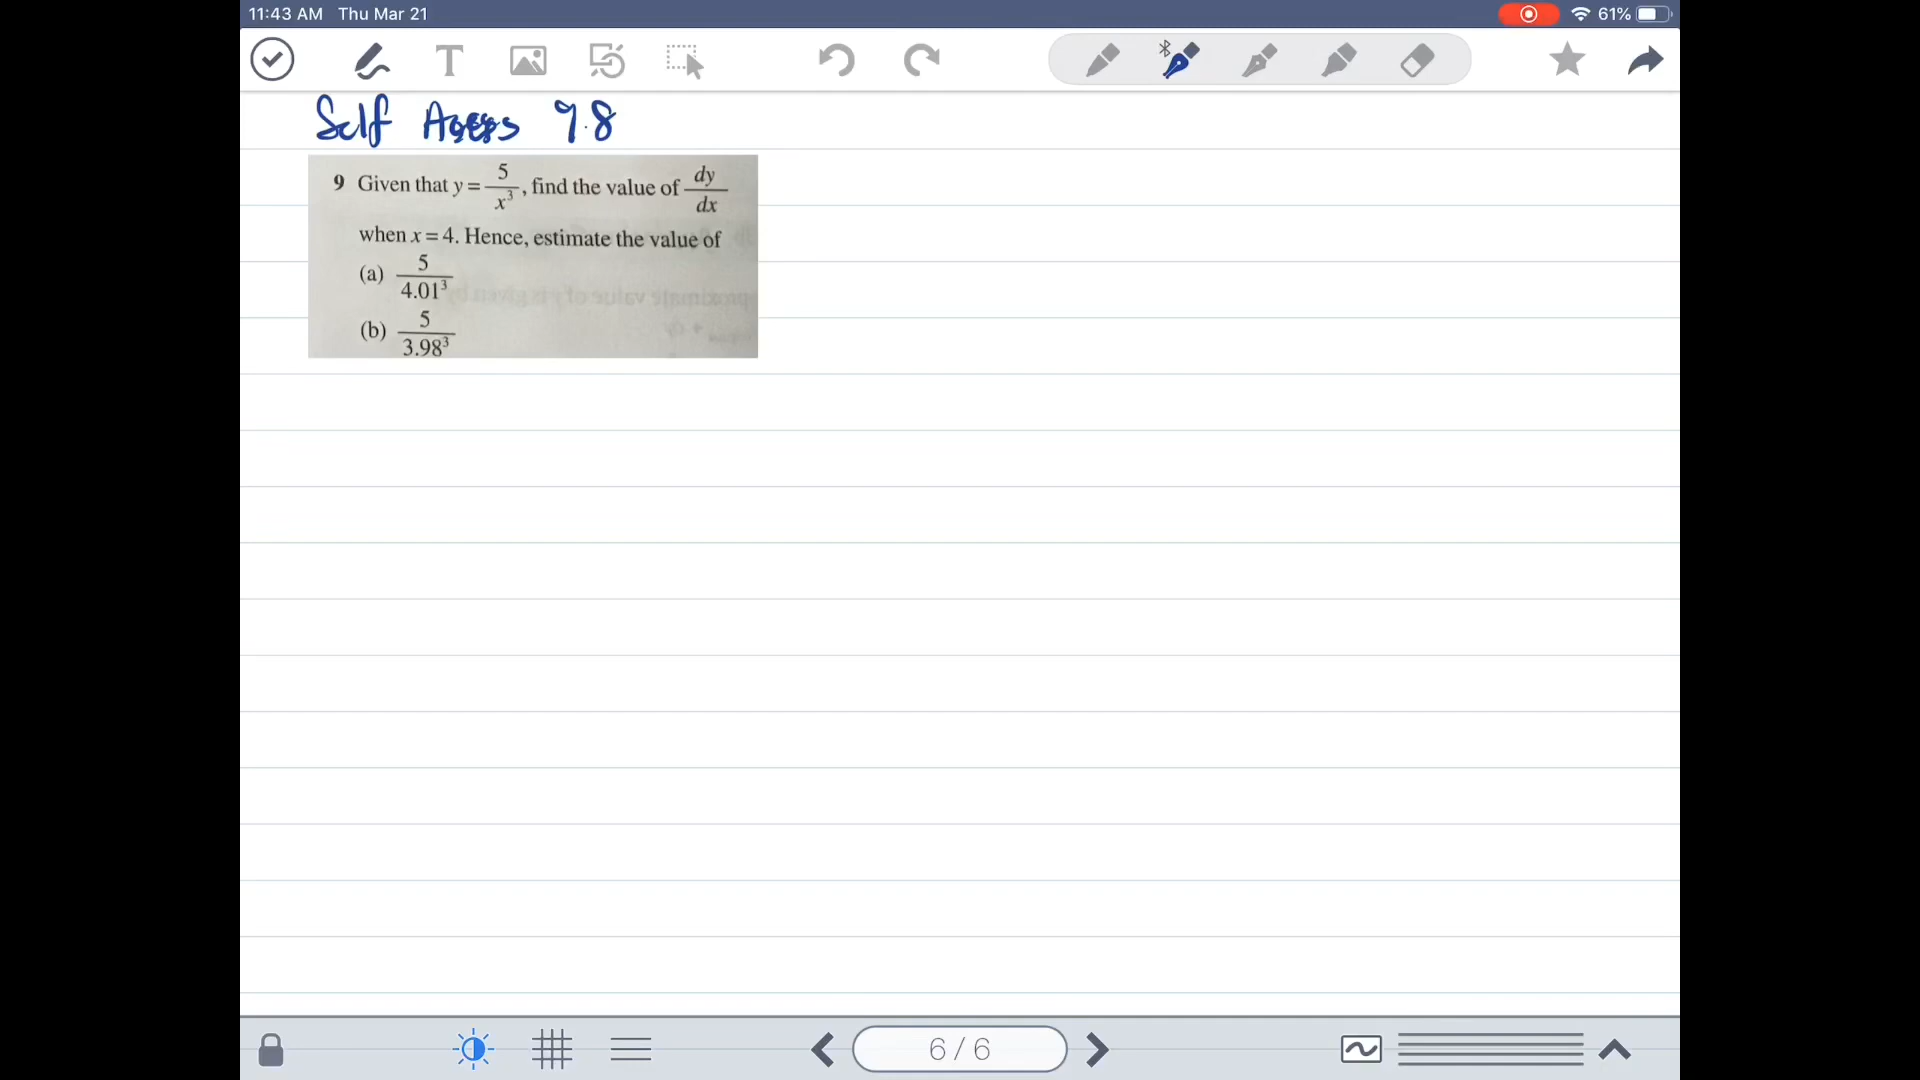 11:43 AM Thu Mar 21 61%
T
Self Assess 9.8
9 Given that y = 5/x³, find the value of dy/dx
when x = 4. Hence, estimate the value of
(a) 5/4.01³
(b) 5/3.98³
6 / 6